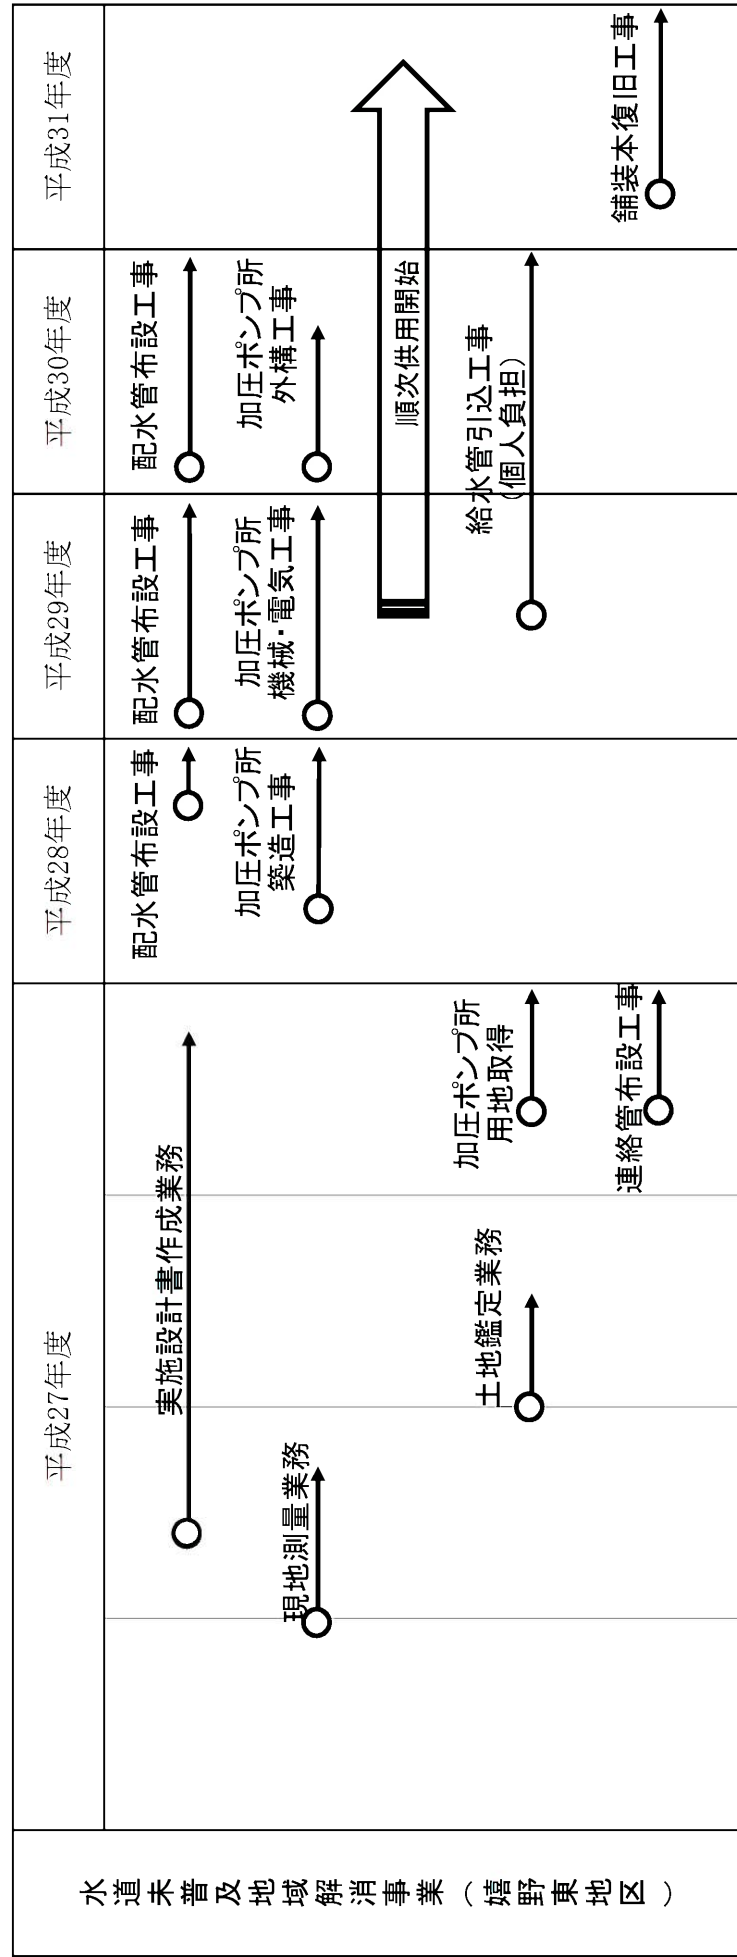 水道未普及地域解消事業（嬉野東地区）
平成27年度
平成28年度
平成29年度
平成30年度
平成31年度
実施設計書作成業務
配水管布設工事
配水管布設工事
配水管布設工事
現地測量業務
加圧ポンプ所
築造工事
加圧ポンプ所
機械・電気工事
加圧ポンプ所
外構工事
順次供用開始
土地鑑定業務
加圧ポンプ所
用地取得
給水管引込工事
（個人負担）
連絡管布設工事
舗装本復旧工事